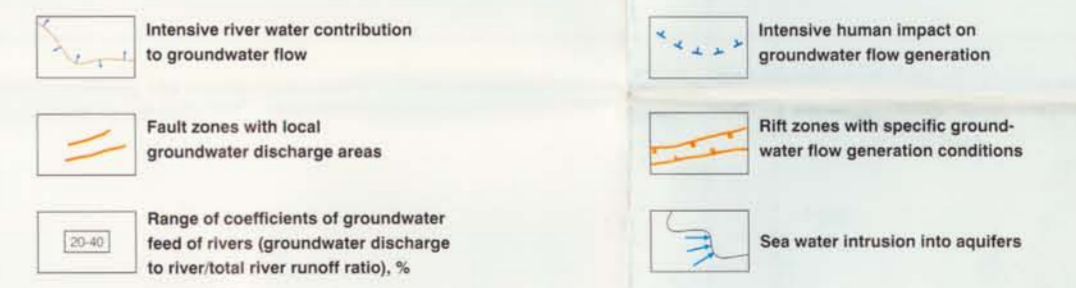 Intensive river water contribution
to groundwater flow
Fault zones with local
groundwater discharge areas
20-40
Range of coefficients of groundwater
feed of rivers (groundwater discharge
to river/total river runoff ratio), %
Intensive human impact on
groundwater flow generation
Rift zones with specific ground-
water flow generation conditions
Sea water intrusion into aquifers